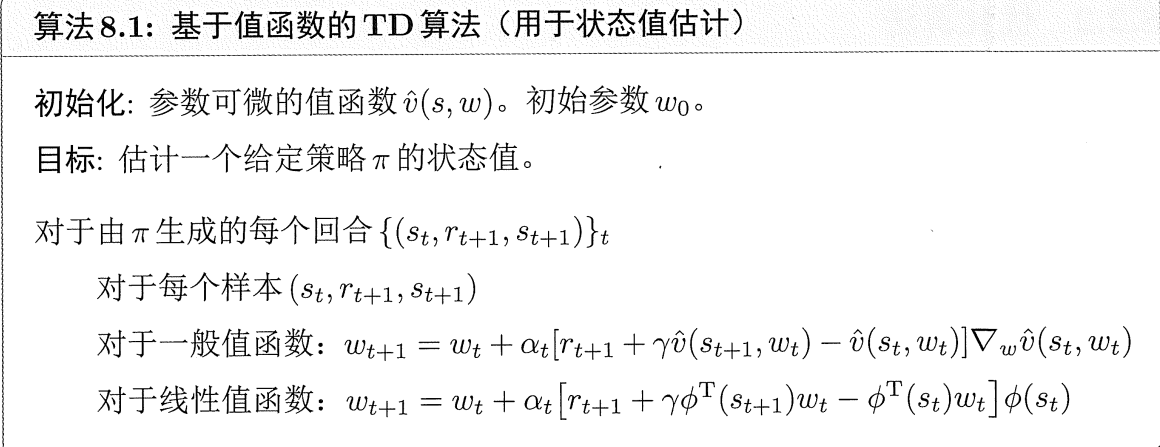 算法 8.1: 基于值函数的 TD 算法（用于状态值估计）
初始化: 参数可微的值函数 v̂(s, w)。初始参数 w₀。
目标: 估计一个给定策略 π 的状态值。
对于由 π 生成的每个回合 {(sₜ, rₜ₊₁, sₜ₊₁)}ₜ
对于每个样本 (sₜ, rₜ₊₁, sₜ₊₁)
对于一般值函数：wₜ₊₁ = wₜ + αₜ[rₜ₊₁ + γv̂(sₜ₊₁, wₜ) − v̂(sₜ, wₜ)]∇_w v̂(sₜ, wₜ)
对于线性值函数：wₜ₊₁ = wₜ + αₜ[rₜ₊₁ + γϕᵀ(sₜ₊₁)wₜ − ϕᵀ(sₜ)wₜ]ϕ(sₜ)